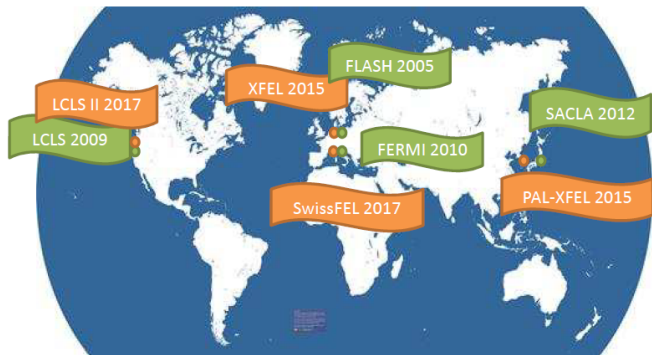 FLASH 2005
XFEL 2015
LCLS II 2017
SACLA 2012
LCLS 2009
FERMI 2010
SwissFEL 2017
PAL-XFEL 2015